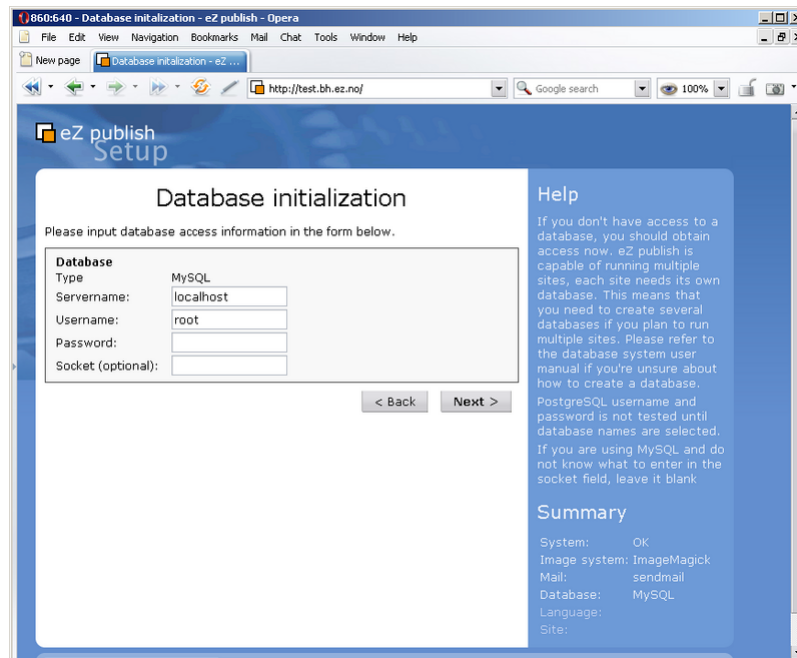 860:640 - Database initalization - eZ publish - Opera
File Edit View Navigation Bookmarks Mail Chat Tools Window Help
New page
Database initalization - eZ ...
http://test.bh.ez.no/
Google search
100%
eZ publish
Setup
Database initialization
Please input database access information in the form below.
Database
Type MySQL
Servername: localhost
Username: root
Password:
Socket (optional):
< Back Next >
Help
If you don't have access to a
database, you should obtain
access now. eZ publish is
capable of running multiple
sites, each site needs its own
database. This means that
you need to create several
databases if you plan to run
multiple sites. Please refer to
the database system user
manual if you're unsure about
how to create a database.
PostgreSQL username and
password is not tested until
database names are selected.
If you are using MySQL and do
not know what to enter in the
socket field, leave it blank
Summary
System: OK
Image system: ImageMagick
Mail: sendmail
Database: MySQL
Language:
Site: